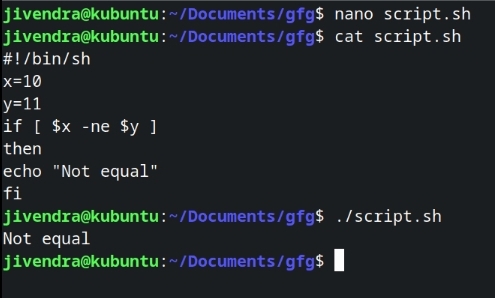 jivendra@kubuntu:~/Documents/gfg$ nano script.sh
jivendra@kubuntu:~/Documents/gfg$ cat script.sh
#!/bin/sh
x=10
y=11
if [ $x -ne $y ]
then
echo "Not equal"
fi
jivendra@kubuntu:~/Documents/gfg$ ./script.sh
Not equal
jivendra@kubuntu:~/Documents/gfg$